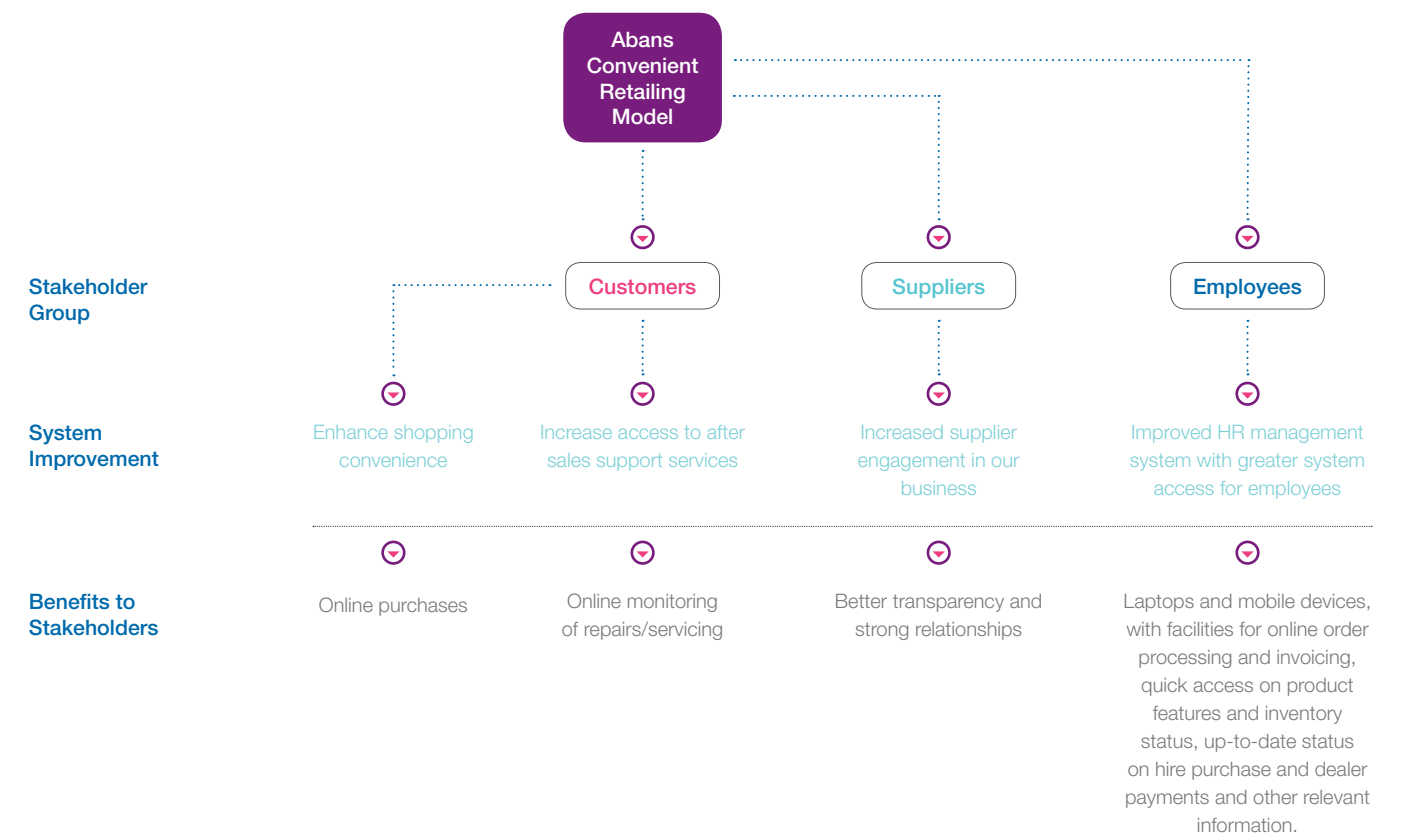 Abans
Convenient
Retailing
Model
Stakeholder
Group
Customers
Suppliers
Employees
System
Improvement
Enhance shopping
convenience
Increase access to after
sales support services
Increased supplier
engagement in our
business
Improved HR management
system with greater system
access for employees
Benefits to
Stakeholders
Online purchases
Online monitoring
of repairs/servicing
Better transparency and
strong relationships
Laptops and mobile devices,
with facilities for online order
processing and invoicing,
quick access on product
features and inventory
status, up-to-date status
on hire purchase and dealer
payments and other relevant
information.